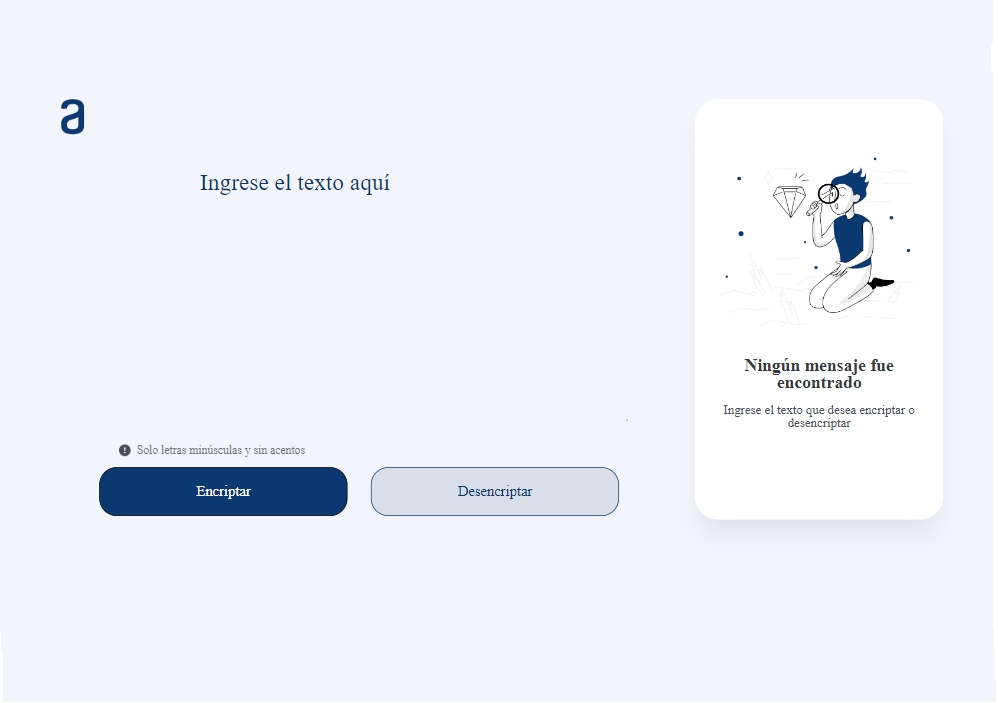 a
Ingrese el texto aquí
Solo letras minúsculas y sin acentos
Encriptar
Desencriptar
Ningún mensaje fue
encontrado
Ingrese el texto que desea encriptar o
desencriptar